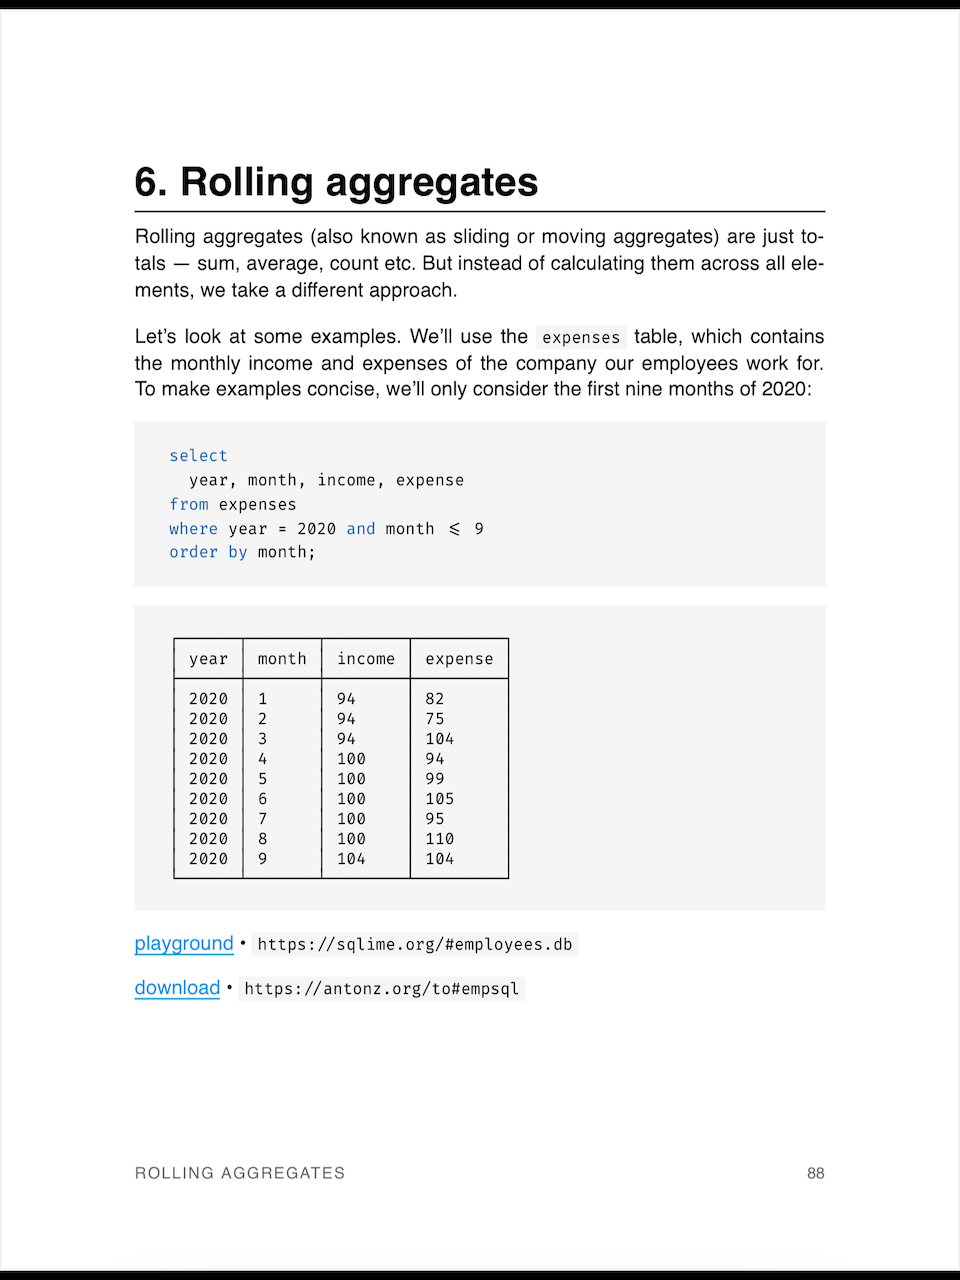 6. Rolling aggregates
Rolling aggregates (also known as sliding or moving aggregates) are just to-
tals — sum, average, count etc. But instead of calculating them across all ele-
ments, we take a different approach.
Let’s look at some examples. We’ll use the expenses table, which contains
the monthly income and expenses of the company our employees work for.
To make examples concise, we’ll only consider the first nine months of 2020:
select
  year, month, income, expense
from expenses
where year = 2020 and month ⩽ 9
order by month;
year month income expense
2020 1 94 82
2020 2 94 75
2020 3 94 104
2020 4 100 94
2020 5 100 99
2020 6 100 105
2020 7 100 95
2020 8 100 110
2020 9 104 104
playground • https://sqlime.org/#employees.db
download • https://antonz.org/to#empsql
ROLLING AGGREGATES 88